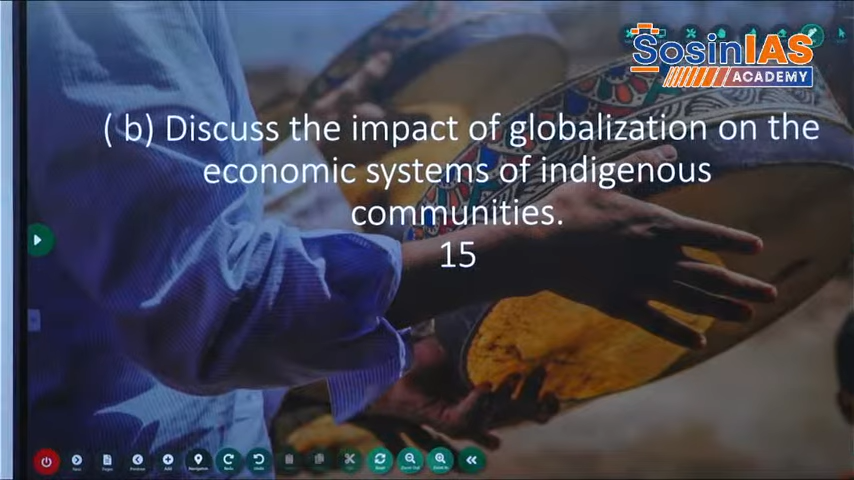 SosinIAS
ACADEMY
( b) Discuss the impact of globalization on the
economic systems of indigenous
communities.
15